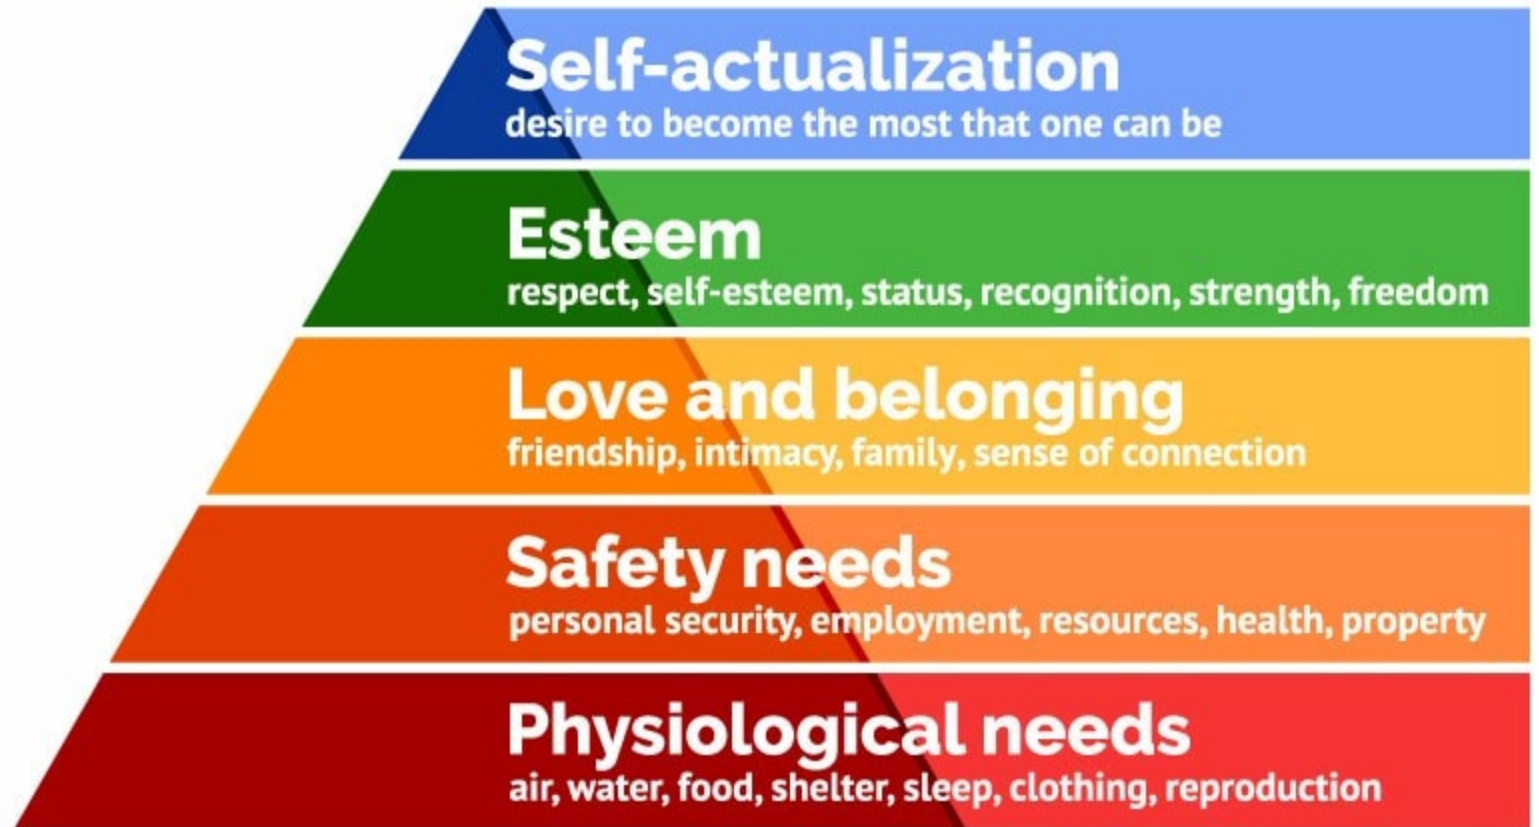 Self-actualization
desire to become the most that one can be
Esteem
respect, self-esteem, status, recognition, strength, freedom
Love and belonging
friendship, intimacy, family, sense of connection
Safety needs
personal security, employment, resources, health, property
Physiological needs
air, water, food, shelter, sleep, clothing, reproduction